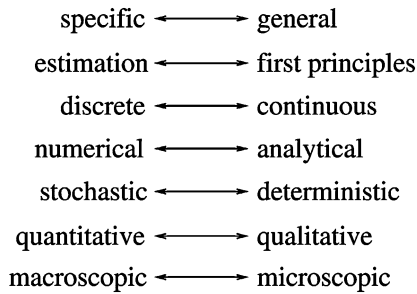 specific ⟷ general
estimation ⟷ first principles
discrete ⟷ continuous
numerical ⟷ analytical
stochastic ⟷ deterministic
quantitative ⟷ qualitative
macroscopic ⟷ microscopic